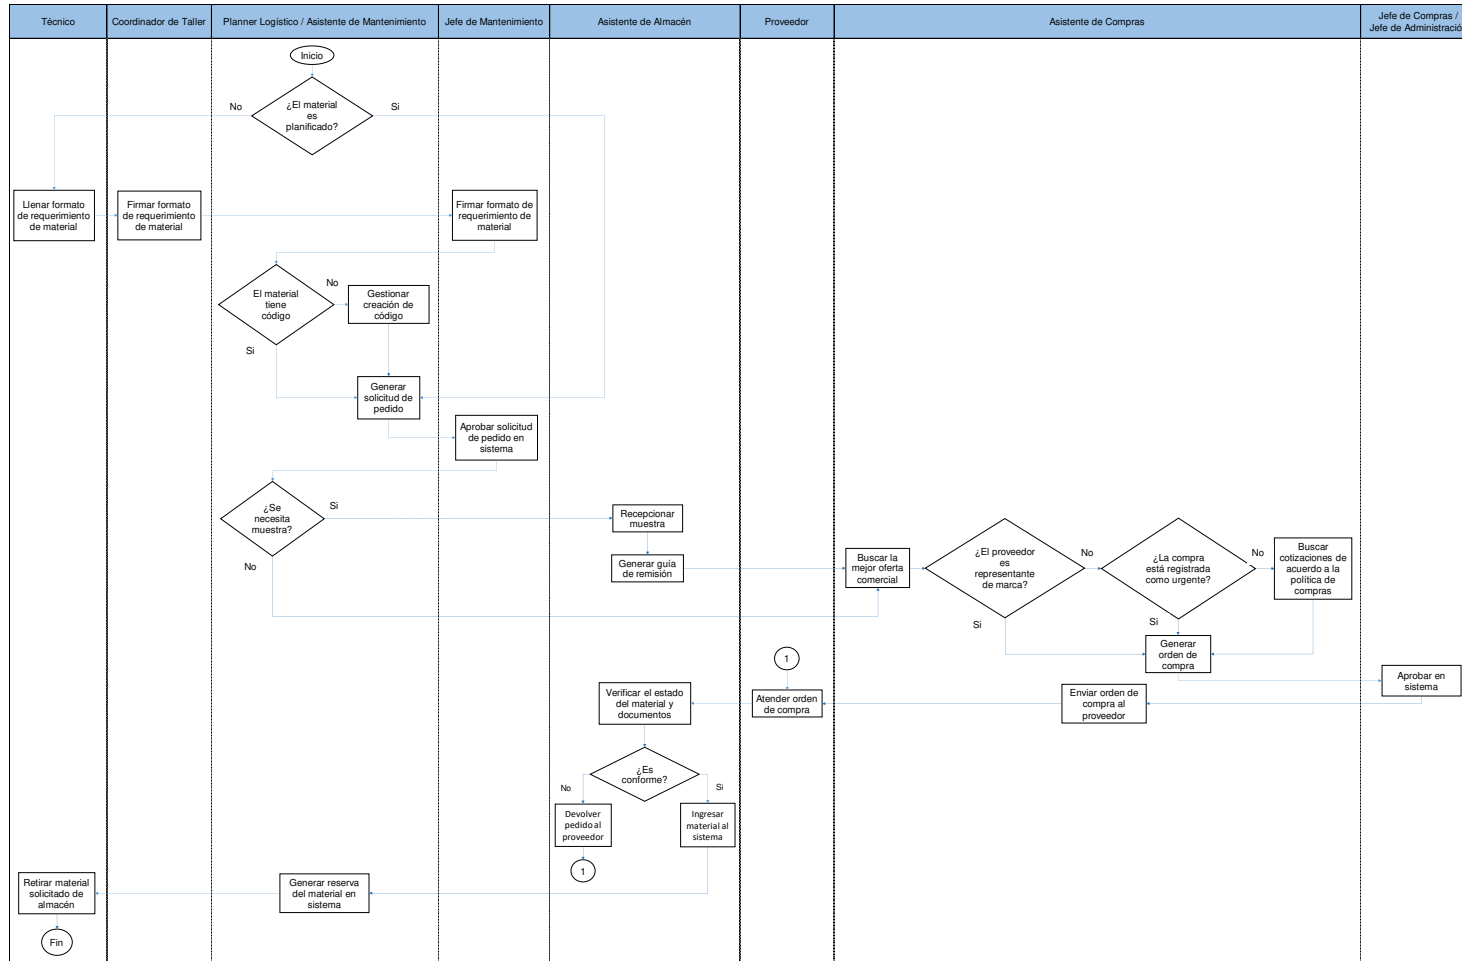 Técnico
Coordinador de Taller
Planner Logístico / Asistente de Mantenimiento
Jefe de Mantenimiento
Asistente de Almacén
Proveedor
Asistente de Compras
Jefe de Compras /
Jefe de Administració
Inicio
¿El material
es
planificado?
No
Si
Llenar formato
de requerimiento
de material
Firmar formato
de requerimiento
de material
Firmar formato de
requerimiento de
material
El material
tiene
código
No
Si
Gestionar
creación de
código
Generar
solicitud de
pedido
Aprobar solicitud
de pedido en
sistema
¿Se
necesita
muestra?
Si
No
Recepcionar
muestra
Generar guía
de remisión
Buscar la
mejor oferta
comercial
¿El proveedor
es
representante
de marca?
No
Si
¿La compra
está registrada
como urgente?
No
Si
Buscar
cotizaciones de
acuerdo a la
política de
compras
Generar
orden de
compra
Aprobar en
sistema
Enviar orden de
compra al
proveedor
1
Atender orden
de compra
Verificar el estado
del material y
documentos
¿Es
conforme?
No
Si
Devolver
pedido al
proveedor
Ingresar
material al
sistema
1
Generar reserva
del material en
sistema
Retirar material
solicitado de
almacén
Fin